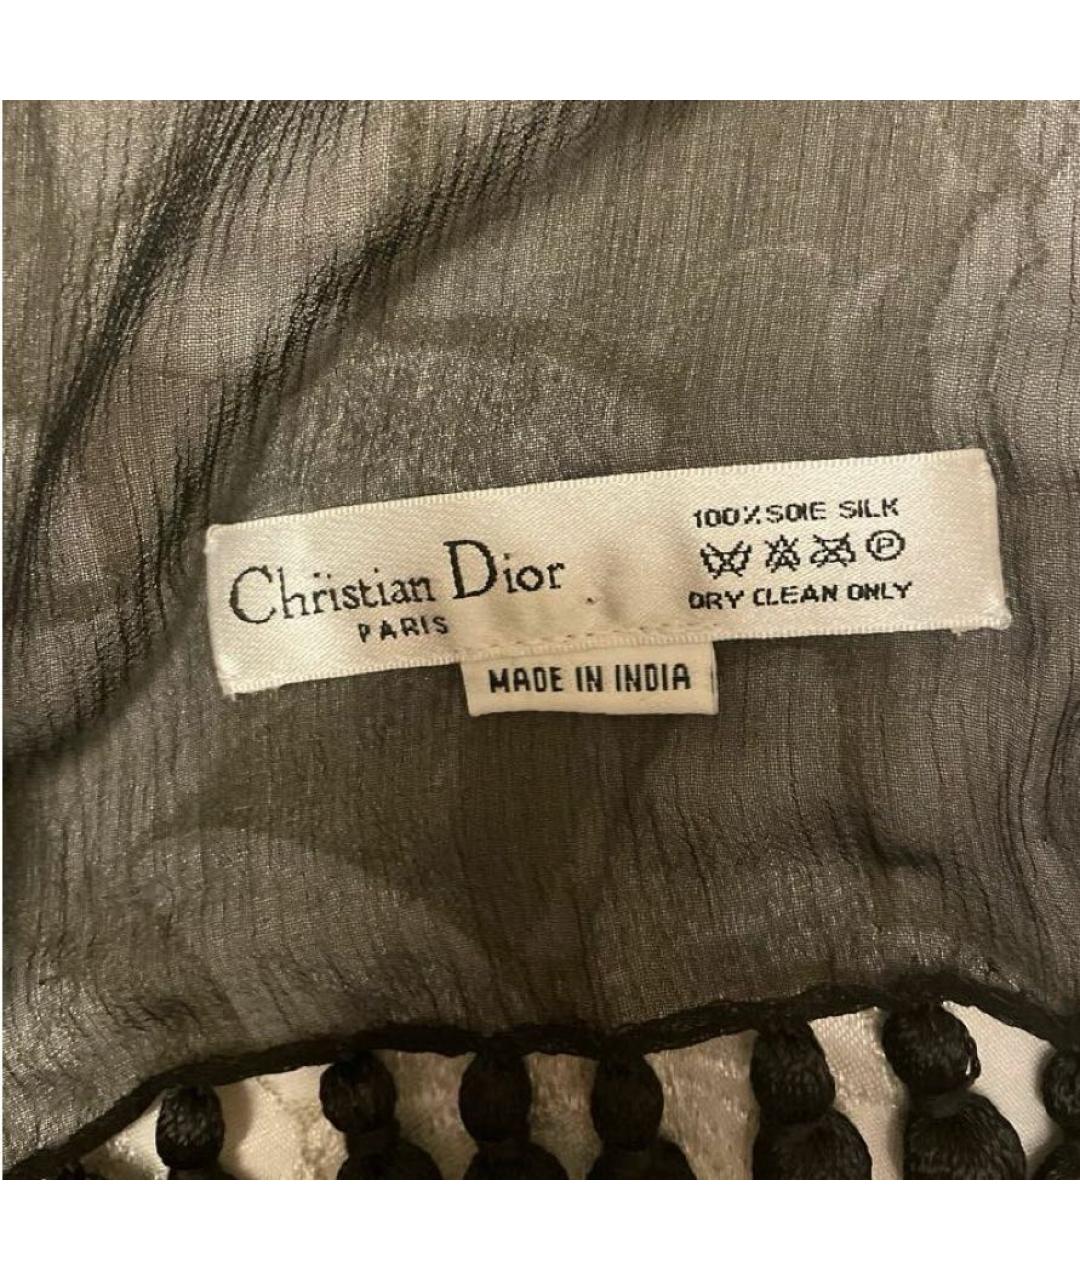 Christian Dior
PARIS
100% SOIE SILK
P
DRY CLEAN ONLY
MADE IN INDIA